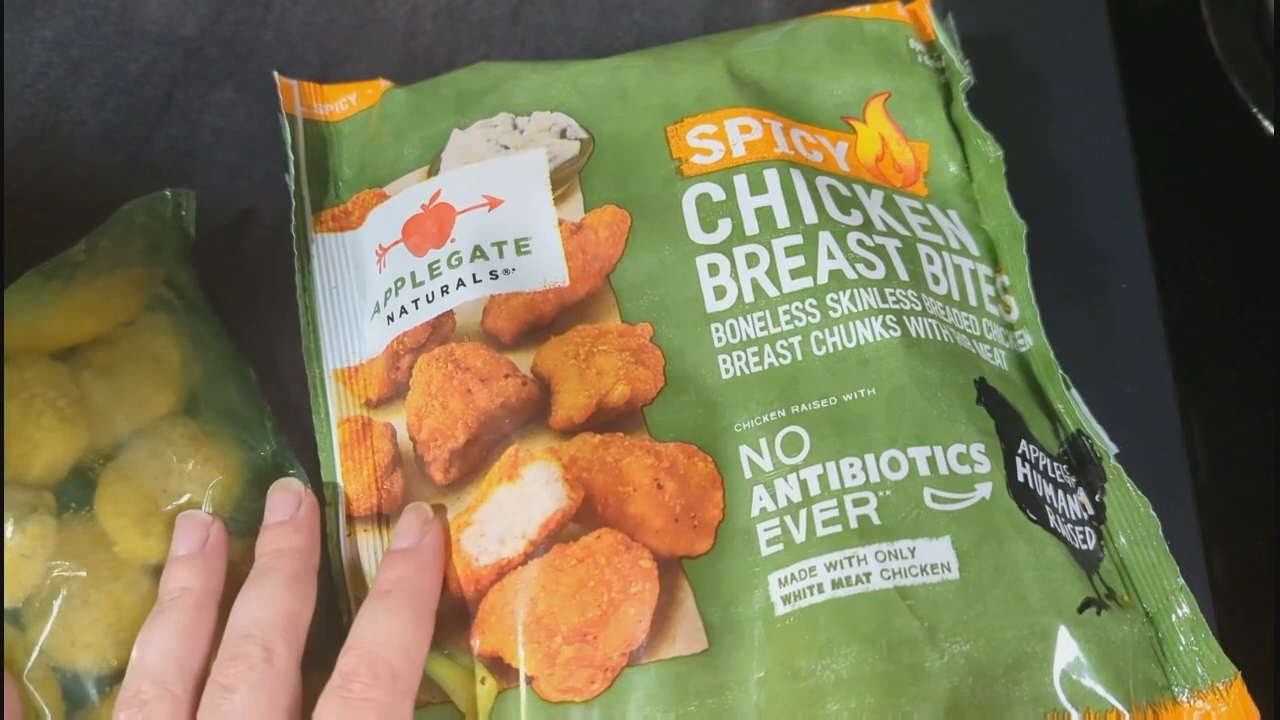 SPICY
APPLEGATE
NATURALS®*
SPICY
CHICKEN
BREAST BITES
BONELESS SKINLESS BREADED CHICKEN
BREAST CHUNKS WITH RIB MEAT
CHICKEN RAISED WITH
NO
ANTIBIOTICS
EVER**
MADE WITH ONLY
WHITE MEAT CHICKEN
HUMANELY
RAISED